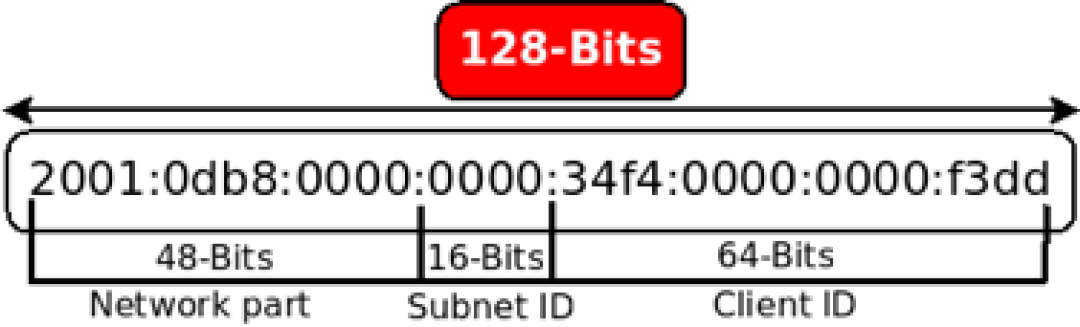 128-Bits
2001:0db8:0000:0000:34f4:0000:0000:f3dd
48-Bits 16-Bits 64-Bits
Network part Subnet ID Client ID